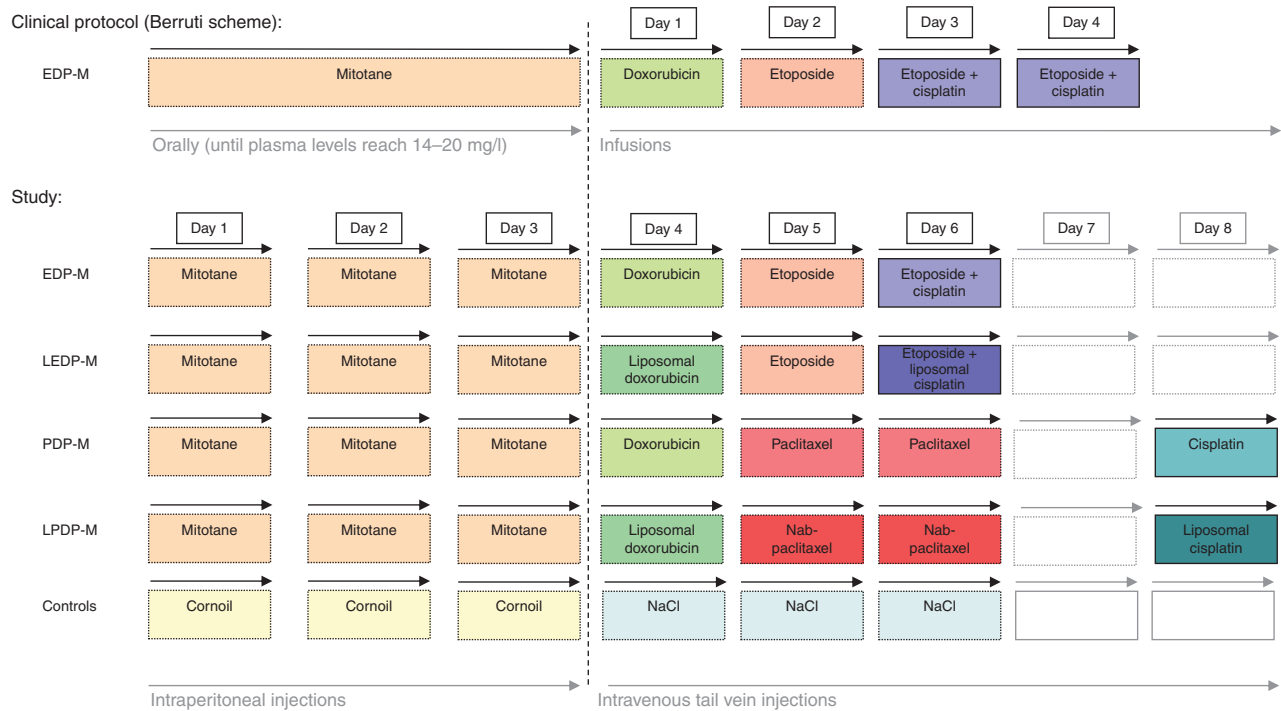 Clinical protocol (Berruti scheme):
Day 1 Day 2 Day 3 Day 4
EDP-M
Mitotane
Doxorubicin
Etoposide
Etoposide +
cisplatin
Etoposide +
cisplatin
Orally (until plasma levels reach 14–20 mg/l)
Infusions
Study:
Day 1 Day 2 Day 3 Day 4 Day 5 Day 6 Day 7 Day 8
EDP-M
Mitotane
Mitotane
Mitotane
Doxorubicin
Etoposide
Etoposide +
cisplatin
LEDP-M
Mitotane
Mitotane
Mitotane
Liposomal
doxorubicin
Etoposide
Etoposide +
liposomal
cisplatin
PDP-M
Mitotane
Mitotane
Mitotane
Doxorubicin
Paclitaxel
Paclitaxel
Cisplatin
LPDP-M
Mitotane
Mitotane
Mitotane
Liposomal
doxorubicin
Nab-
paclitaxel
Nab-
paclitaxel
Liposomal
cisplatin
Controls
Cornoil
Cornoil
Cornoil
NaCl
NaCl
NaCl
Intraperitoneal injections
Intravenous tail vein injections